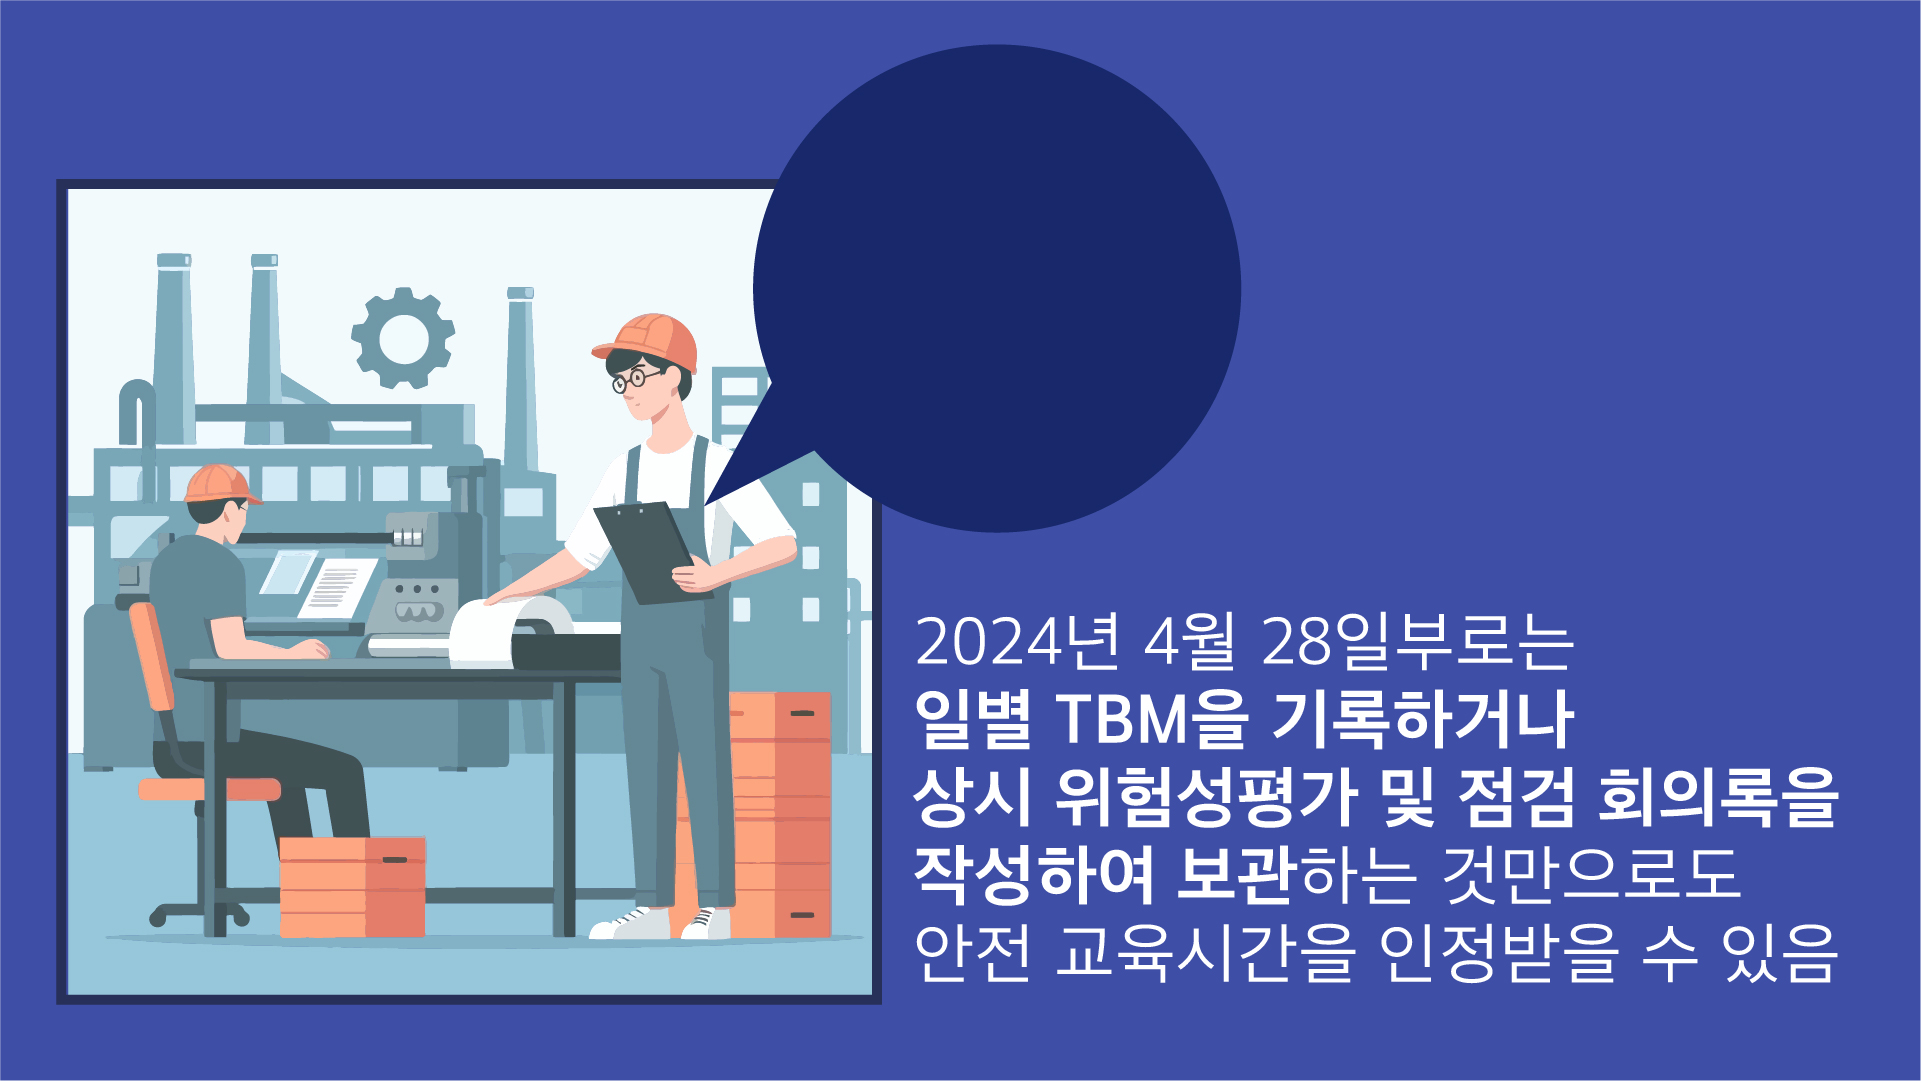 2024년 4월 28일부로는
일별 TBM을 기록하거나
상시 위험성평가 및 점검 회의록을
작성하여 보관하는 것만으로도
안전 교육시간을 인정받을 수 있음